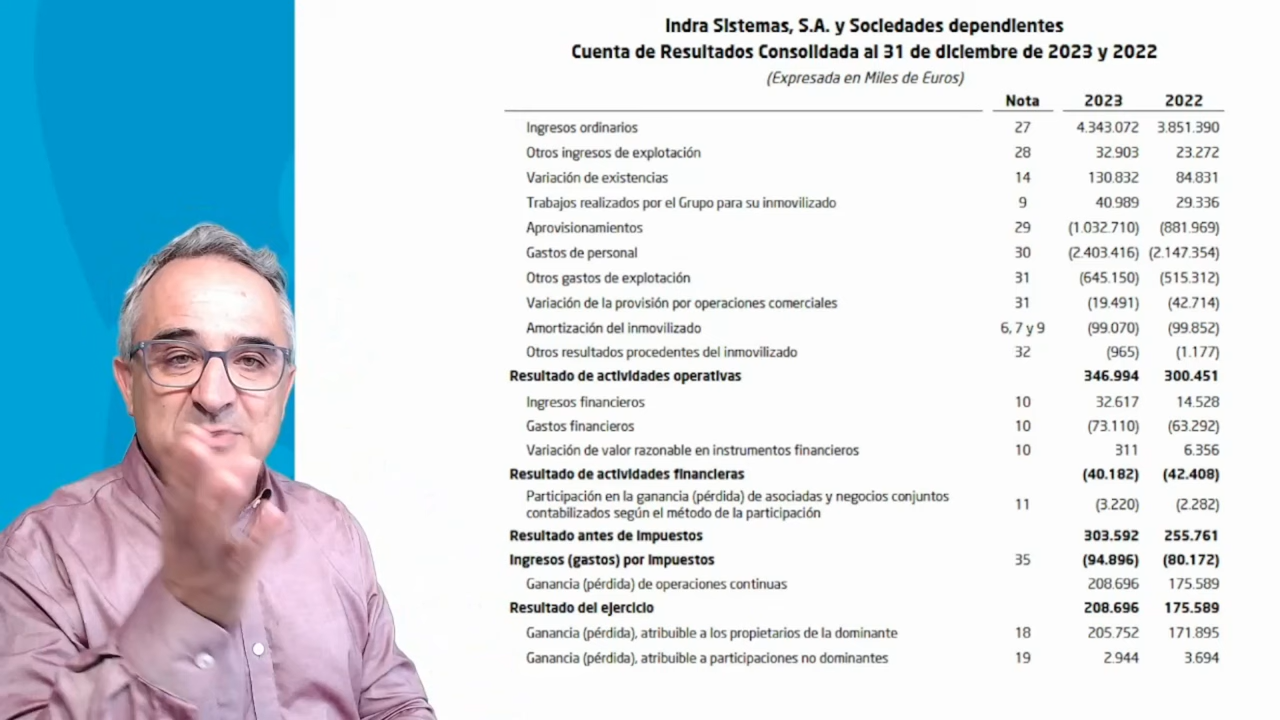 Indra Sistemas, S.A. y Sociedades dependientes
Cuenta de Resultados Consolidada al 31 de diciembre de 2023 y 2022
(Expresada en Miles de Euros)
Nota 2023 2022
Ingresos ordinarios 27 4.343.072 3.851.390
Otros ingresos de explotación 28 32.903 23.272
Variación de existencias 14 130.832 84.831
Trabajos realizados por el Grupo para su inmovilizado 9 40.989 29.336
Aprovisionamientos 29 (1.032.710) (881.969)
Gastos de personal 30 (2.403.416) (2.147.354)
Otros gastos de explotación 31 (645.150) (515.312)
Variación de la provisión por operaciones comerciales 31 (19.491) (42.714)
Amortización del inmovilizado 6, 7 y 9 (99.070) (99.852)
Otros resultados procedentes del inmovilizado 32 (965) (1.177)
Resultado de actividades operativas 346.994 300.451
Ingresos financieros 10 32.617 14.528
Gastos financieros 10 (73.110) (63.292)
Variación de valor razonable en instrumentos financieros 10 311 6.356
Resultado de actividades financieras (40.182) (42.408)
Participación en la ganancia (pérdida) de asociadas y negocios conjuntos
contabilizados según el método de la participación 11 (3.220) (2.282)
Resultado antes de impuestos 303.592 255.761
Ingresos (gastos) por impuestos 35 (94.896) (80.172)
Ganancia (pérdida) de operaciones continuas 208.696 175.589
Resultado del ejercicio 208.696 175.589
Ganancia (pérdida), atribuible a los propietarios de la dominante 18 205.752 171.895
Ganancia (pérdida), atribuible a participaciones no dominantes 19 2.944 3.694